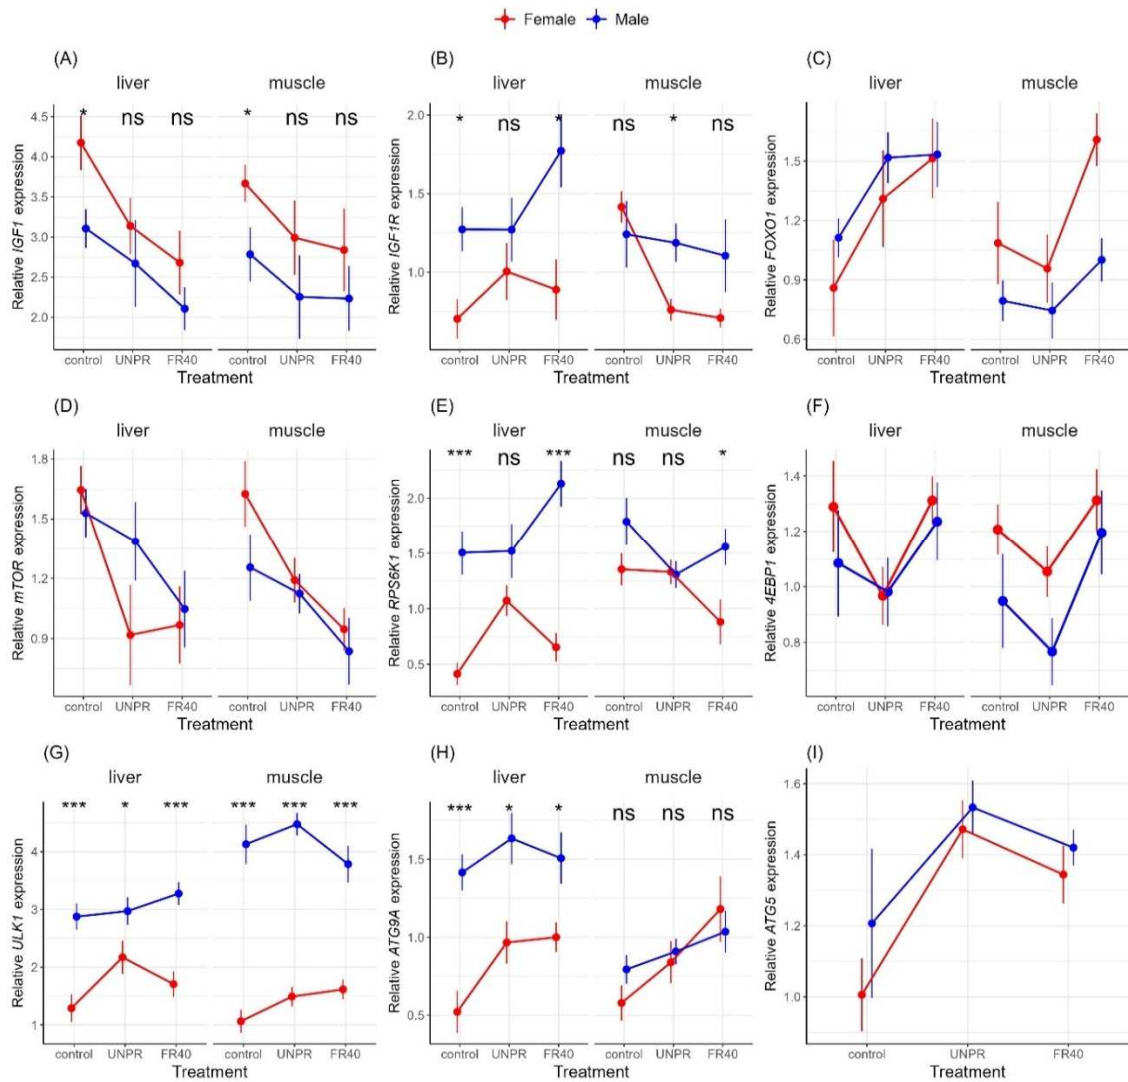 Female Male
(A) (B) (C)
liver muscle liver muscle liver muscle
* ns ns * ns ns
* ns * ns * ns
Relative IGF1 expression
4.5
4.0
3.5
3.0
2.5
2.0
Relative IGF1R expression
2.0
1.5
1.0
Relative FOXO1 expression
1.5
1.2
0.9
0.6
control UNPR FR40 control UNPR FR40
control UNPR FR40 control UNPR FR40
control UNPR FR40 control UNPR FR40
Treatment Treatment Treatment
(D) (E) (F)
liver muscle liver muscle liver muscle
*** ns *** ns ns *
Relative mTOR expression
1.8
1.5
1.2
0.9
Relative RPS6K1 expression
2.0
1.5
1.0
0.5
Relative 4EBP1 expression
1.4
1.2
1.0
0.8
control UNPR FR40 control UNPR FR40
control UNPR FR40 control UNPR FR40
control UNPR FR40 control UNPR FR40
Treatment Treatment Treatment
(G) (H) (I)
liver muscle liver muscle
*** * *** *** *** ***
*** * * ns ns ns
Relative ULK1 expression
4
3
2
1
Relative ATG9A expression
1.5
1.0
0.5
Relative ATG5 expression
1.6
1.4
1.2
1.0
control UNPR FR40 control UNPR FR40
control UNPR FR40 control UNPR FR40
control UNPR FR40
Treatment Treatment Treatment